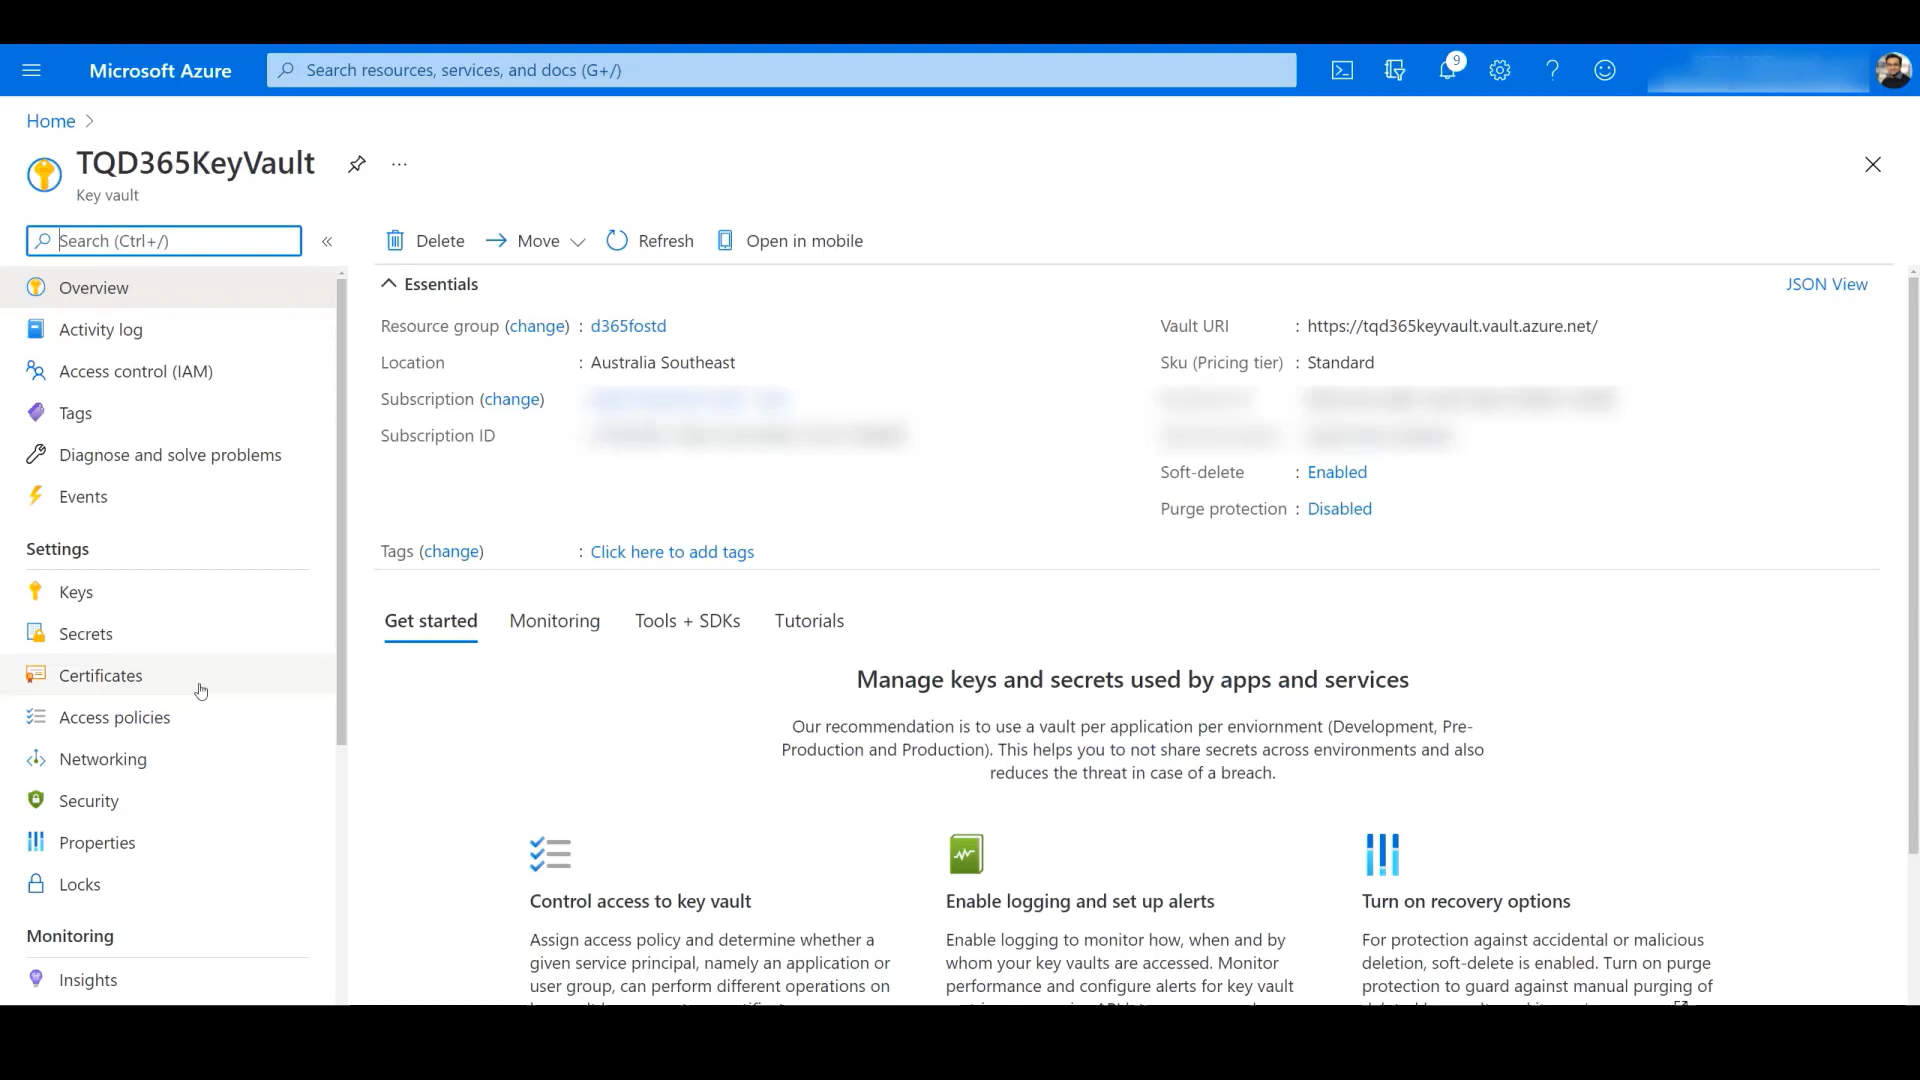 Microsoft Azure
Search resources, services, and docs (G+/)
9
Home
TQD365KeyVault
...
Key vault
Search (Ctrl+/)
«
Delete
Move
Refresh
Open in mobile
Overview
Activity log
Access control (IAM)
Tags
Diagnose and solve problems
Events
Settings
Keys
Secrets
Certificates
Access policies
Networking
Security
Properties
Locks
Monitoring
Insights
Essentials
JSON View
Resource group (change) : d365fostd
Location : Australia Southeast
Subscription (change)
Subscription ID
Vault URI : https://tqd365keyvault.vault.azure.net/
Sku (Pricing tier) : Standard
Soft-delete : Enabled
Purge protection : Disabled
Tags (change) : Click here to add tags
Get started Monitoring Tools + SDKs Tutorials
Manage keys and secrets used by apps and services
Our recommendation is to use a vault per application per enviornment (Development, Pre-
Production and Production). This helps you to not share secrets across environments and also
reduces the threat in case of a breach.
Control access to key vault
Assign access policy and determine whether a
given service principal, namely an application or
user group, can perform different operations on
Enable logging and set up alerts
Enable logging to monitor how, when and by
whom your key vaults are accessed. Monitor
performance and configure alerts for key vault
Turn on recovery options
For protection against accidental or malicious
deletion, soft-delete is enabled. Turn on purge
protection to guard against manual purging of